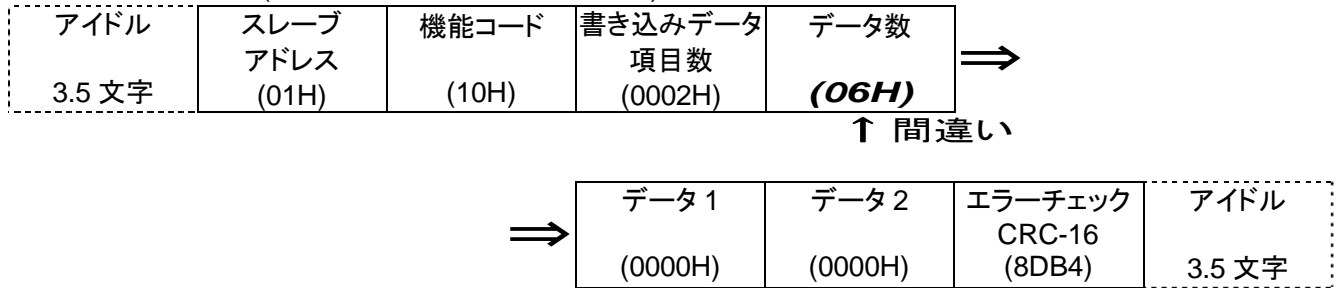 アイドル
3.5 文字
スレーブ
アドレス
(01H)
機能コード
(10H)
書き込みデータ
項目数
(0002H)
データ数
(06H)
⇒
↑ 間違い
⇒
データ 1
(0000H)
データ 2
(0000H)
エラーチェック
CRC-16
(8DB4)
アイドル
3.5 文字